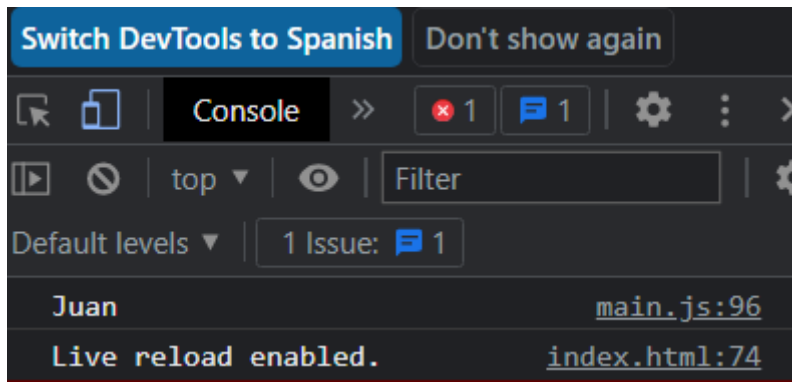 Switch DevTools to Spanish Don't show again
Console » 1 1
top ▼ Filter
Default levels ▼ 1 Issue: 1
Juan main.js:96
Live reload enabled. index.html:74